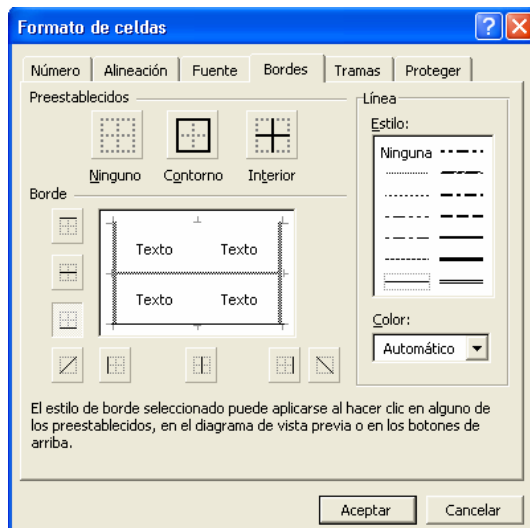 Formato de celdas
Número Alineación Fuente Bordes Tramas Proteger
Preestablecidos
Ninguno Contorno Interior
Borde
Texto Texto
Texto Texto
Línea
Estilo:
Ninguna
Color:
Automático
El estilo de borde seleccionado puede aplicarse al hacer clic en alguno de
los preestablecidos, en el diagrama de vista previa o en los botones de
arriba.
Aceptar Cancelar